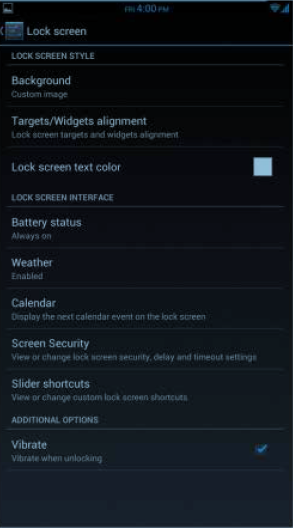 FRI 4:00 PM
Lock screen
LOCK SCREEN STYLE
Background
Custom image
Targets/Widgets alignment
Lock screen targets and widgets alignment
Lock screen text color
LOCK SCREEN INTERFACE
Battery status
Always on
Weather
Enabled
Calendar
Display the next calendar event on the lock screen
Screen Security
View or change lock screen security, delay and timeout settings
Slider shortcuts
View or change custom lock screen shortcuts
ADDITIONAL OPTIONS
Vibrate
Vibrate when unlocking